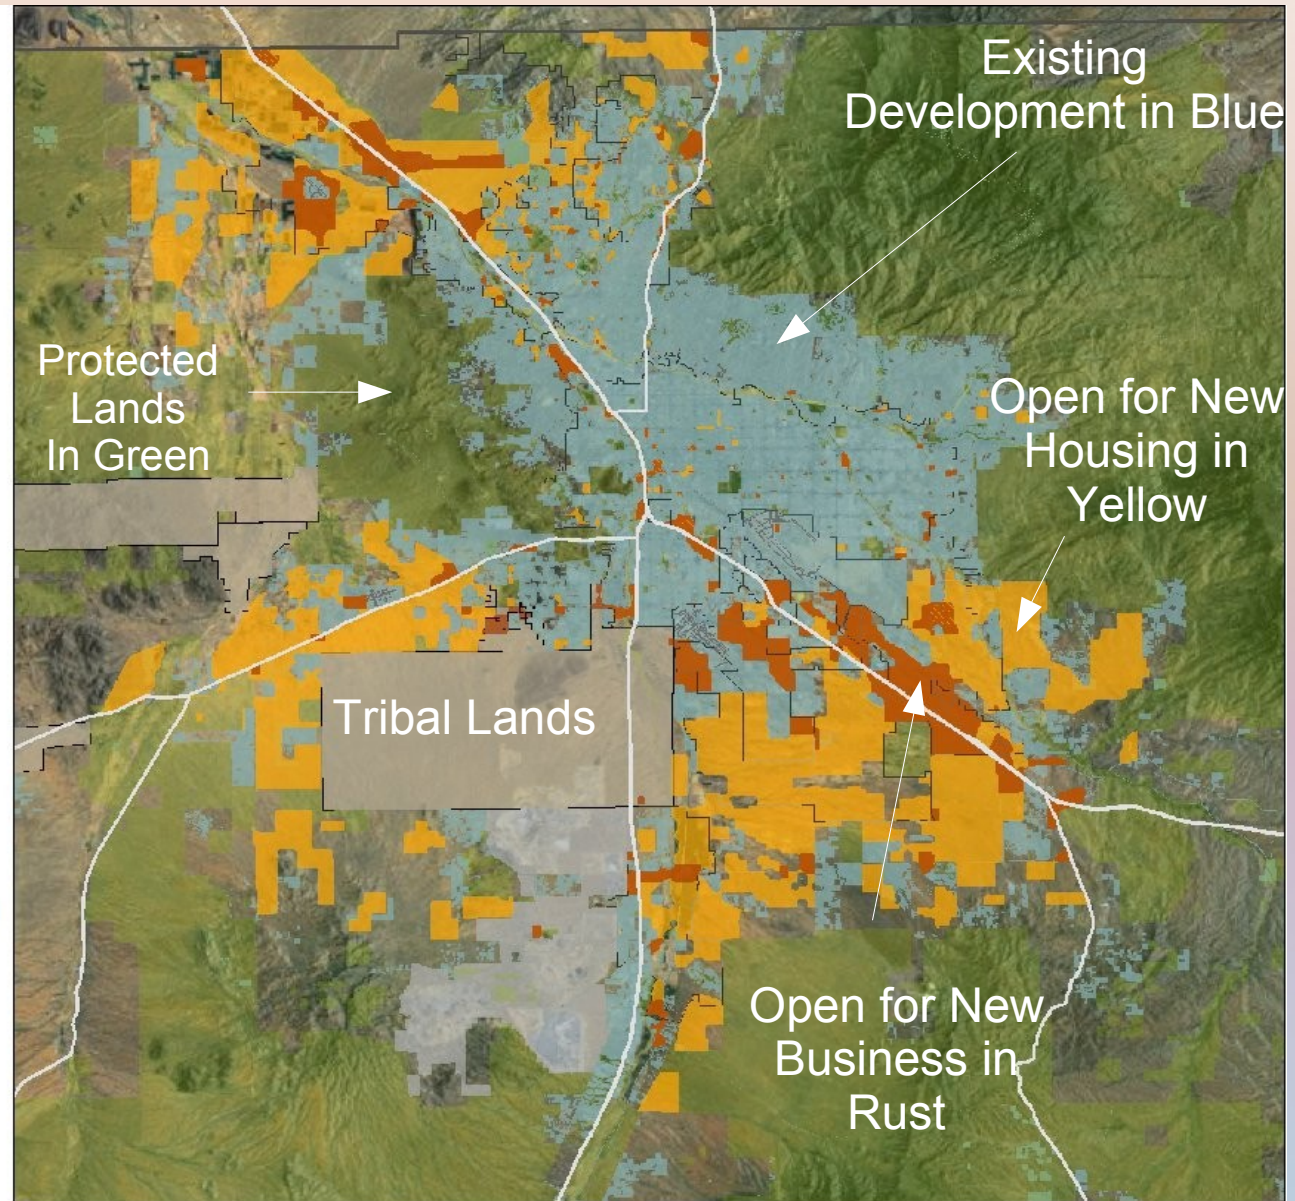 Existing
Development in Blue
Protected
Lands
In Green
Open for New
Housing in
Yellow
Tribal Lands
Open for New
Business in
Rust